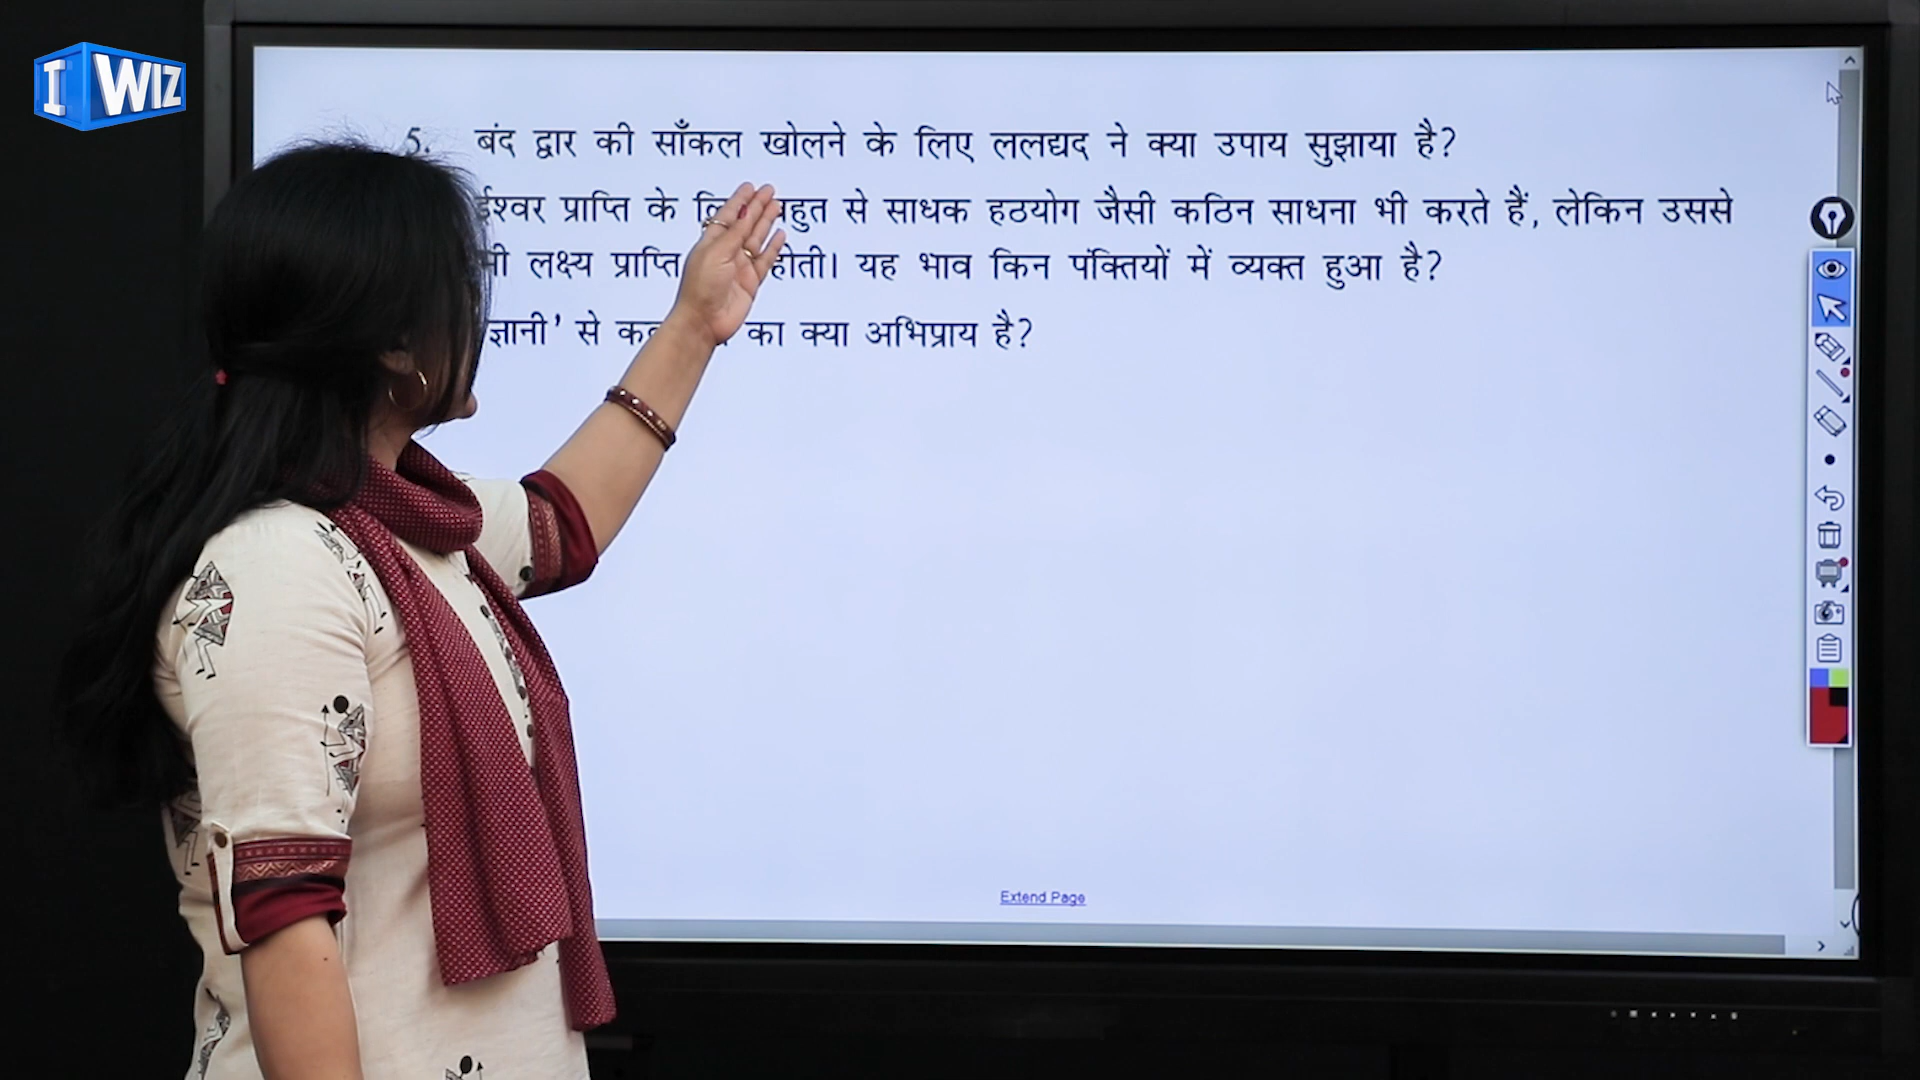 I WIZ
5. बंद द्वार की साँकल खोलने के लिए ललद्यद ने क्या उपाय सुझाया है?
ईश्वर प्राप्ति के बहुत से साधक हठयोग जैसी कठिन साधना भी करते हैं, लेकिन उससे
लक्ष्य प्राप्ति होती। यह भाव किन पंक्तियों में व्यक्त हुआ है?
ज्ञानी' से का क्या अभिप्राय है?
Extend Page